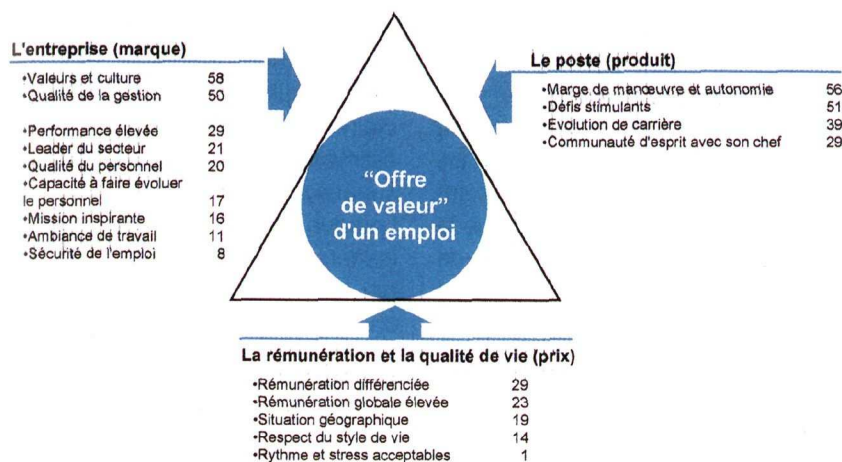 L'entreprise (marque)
•Valeurs et culture 58
•Qualité de la gestion 50
•Performance élevée 29
•Leader du secteur 21
•Qualité du personnel 20
•Capacité à faire évoluer
le personnel 17
•Mission inspirante 16
•Ambiance de travail 11
•Sécurité de l'emploi 8
Le poste (produit)
•Marge de manœuvre et autonomie 56
•Défis stimulants 51
•Évolution de carrière 39
•Communauté d'esprit avec son chef 29
“Offre
de valeur”
d'un emploi
La rémunération et la qualité de vie (prix)
•Rémunération différenciée 29
•Rémunération globale élevée 23
•Situation géographique 19
•Respect du style de vie 14
•Rythme et stress acceptables 1